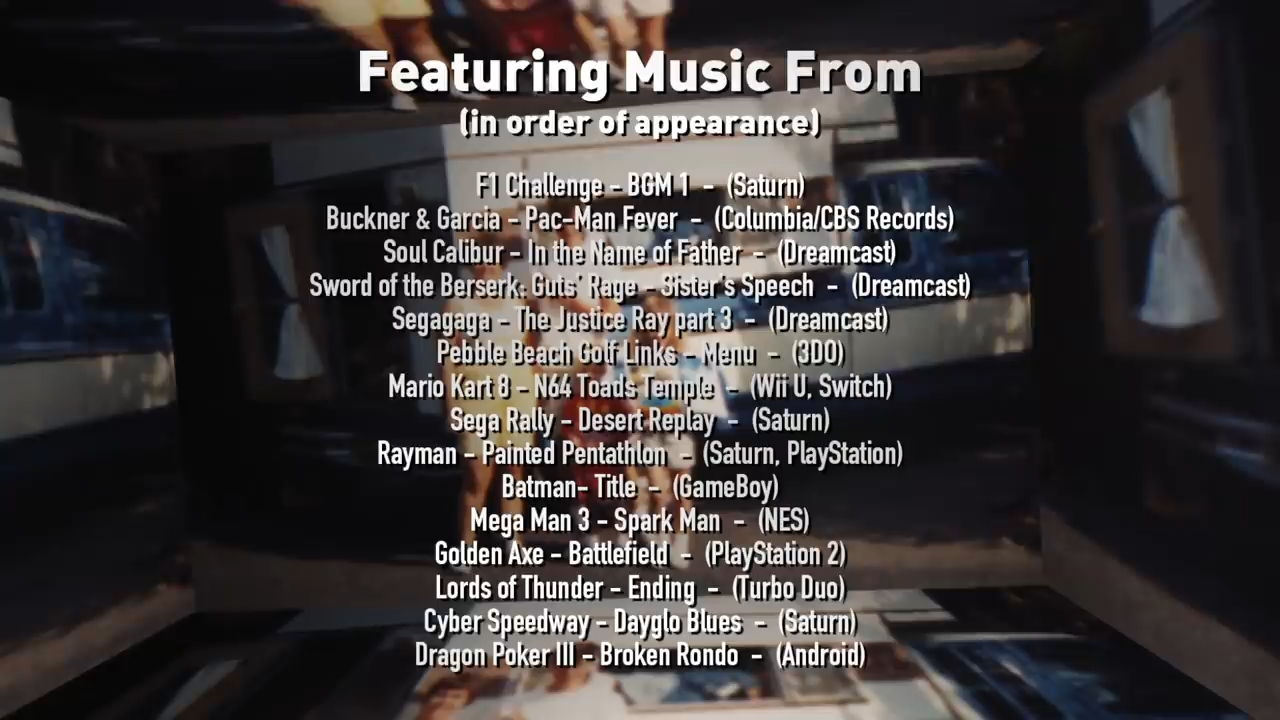 Featuring Music From
(in order of appearance)
F1 Challenge - BGM 1 - (Saturn)
Buckner & Garcia - Pac-Man Fever - (Columbia/CBS Records)
Soul Calibur - In the Name of Father - (Dreamcast)
Sword of the Berserk: Guts' Rage - Sister's Speech - (Dreamcast)
Segagaga - The Justice Ray part 3 - (Dreamcast)
Pebble Beach Golf Links - Menu - (3DO)
Mario Kart 8 - N64 Toads Temple - (Wii U, Switch)
Sega Rally - Desert Replay - (Saturn)
Rayman - Painted Pentathlon - (Saturn, PlayStation)
Batman- Title - (GameBoy)
Mega Man 3 - Spark Man - (NES)
Golden Axe - Battlefield - (PlayStation 2)
Lords of Thunder - Ending - (Turbo Duo)
Cyber Speedway - Dayglo Blues - (Saturn)
Dragon Poker III - Broken Rondo - (Android)